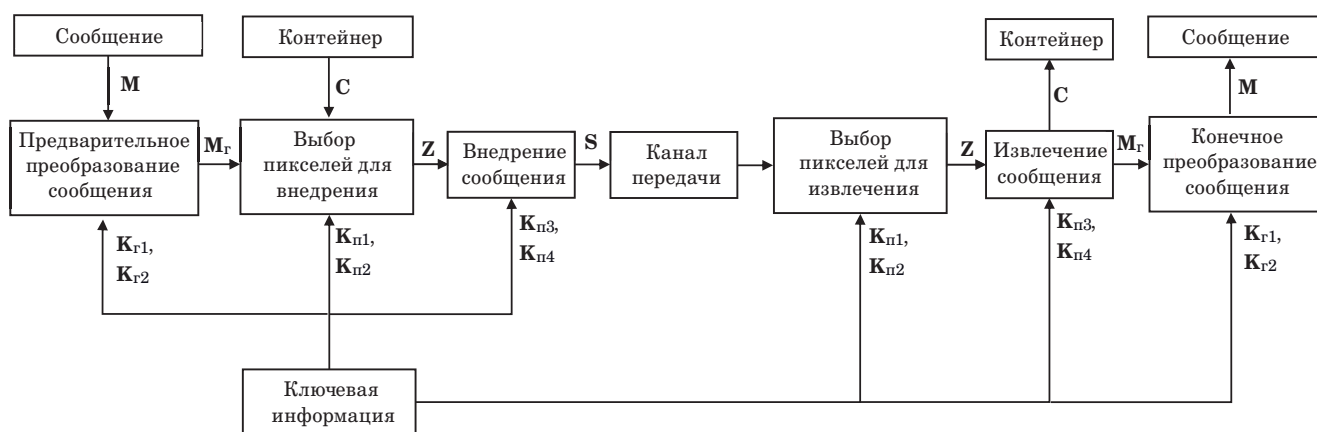 Сообщение
Контейнер
Контейнер
Сообщение
M
C
C
M
Предварительное
преобразование
сообщения
Mг
Выбор
пикселей для
внедрения
Z
Внедрение
сообщения
S
Канал
передачи
Выбор
пикселей для
извлечения
Z
Извлечение
сообщения
Mг
Конечное
преобразование
сообщения
Kг1,
Kг2
Kп1,
Kп2
Kп3,
Kп4
Kп1,
Kп2
Kп3,
Kп4
Kг1,
Kг2
Ключевая
информация